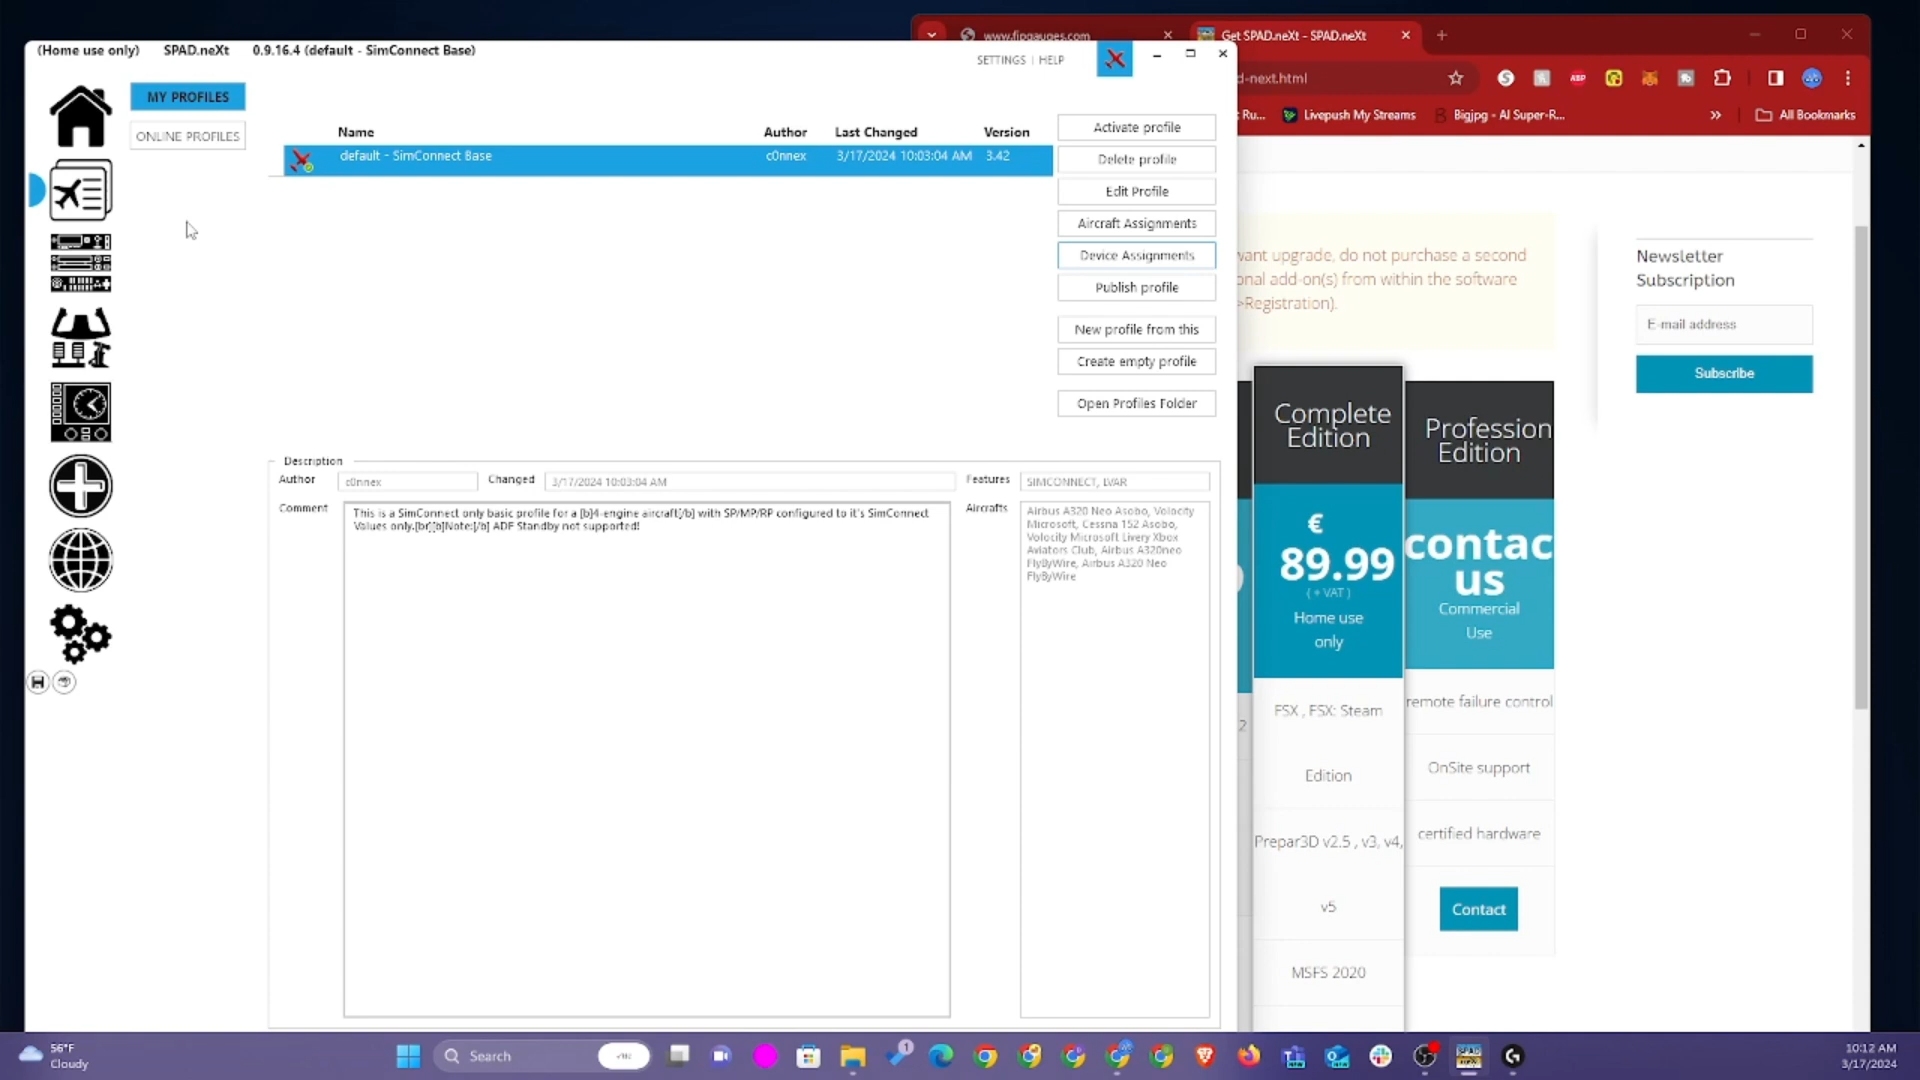 (Home use only) SPAD.neXt 0.9.16.4 (default - SimConnect Base)
SETTINGS | HELP
MY PROFILES
ONLINE PROFILES
Name Author Last Changed Version
default - SimConnect Base c0nnex 3/17/2024 10:03:04 AM 3.42
Activate profile
Delete profile
Edit Profile
Aircraft Assignments
Device Assignments
Publish profile
New profile from this
Create empty profile
Open Profiles Folder
Description
Author c0nnex Changed 3/17/2024 10:03:04 AM Features SIMCONNECT, LVAR
Comment
This is a SimConnect only basic profile for a [b]4-engine aircraft[/b] with SP/MP/RP configured to it's SimConnect
Values only.[br][b]Note:[/b] ADF Standby not supported!
Aircrafts
Airbus A320 Neo Asobo, Volocity
Microsoft, Cessna 152 Asobo,
Volocity Microsoft Livery Xbox
Aviators Club, Airbus A320neo
FlyByWire, Airbus A320 Neo
FlyByWire
www.fipgauges.com
Get SPAD.neXt - SPAD.neXt
d-next.html
ABP
t Ru...
Livepush My Streams
Bigjpg - AI Super-R...
All Bookmarks
want upgrade, do not purchase a second
onal add-on(s) from within the software
>Registration).
Newsletter
Subscription
E-mail address
Subscribe
Complete
Edition
€
89.99
( + VAT )
Home use
only
FSX , FSX: Steam
Edition
Prepar3D v2.5 , v3, v4,
v5
MSFS 2020
Profession
Edition
contac
us
Commercial
Use
remote failure control
OnSite support
certified hardware
Contact
2
56°F
Cloudy
Search
1
10:12 AM
3/17/2024